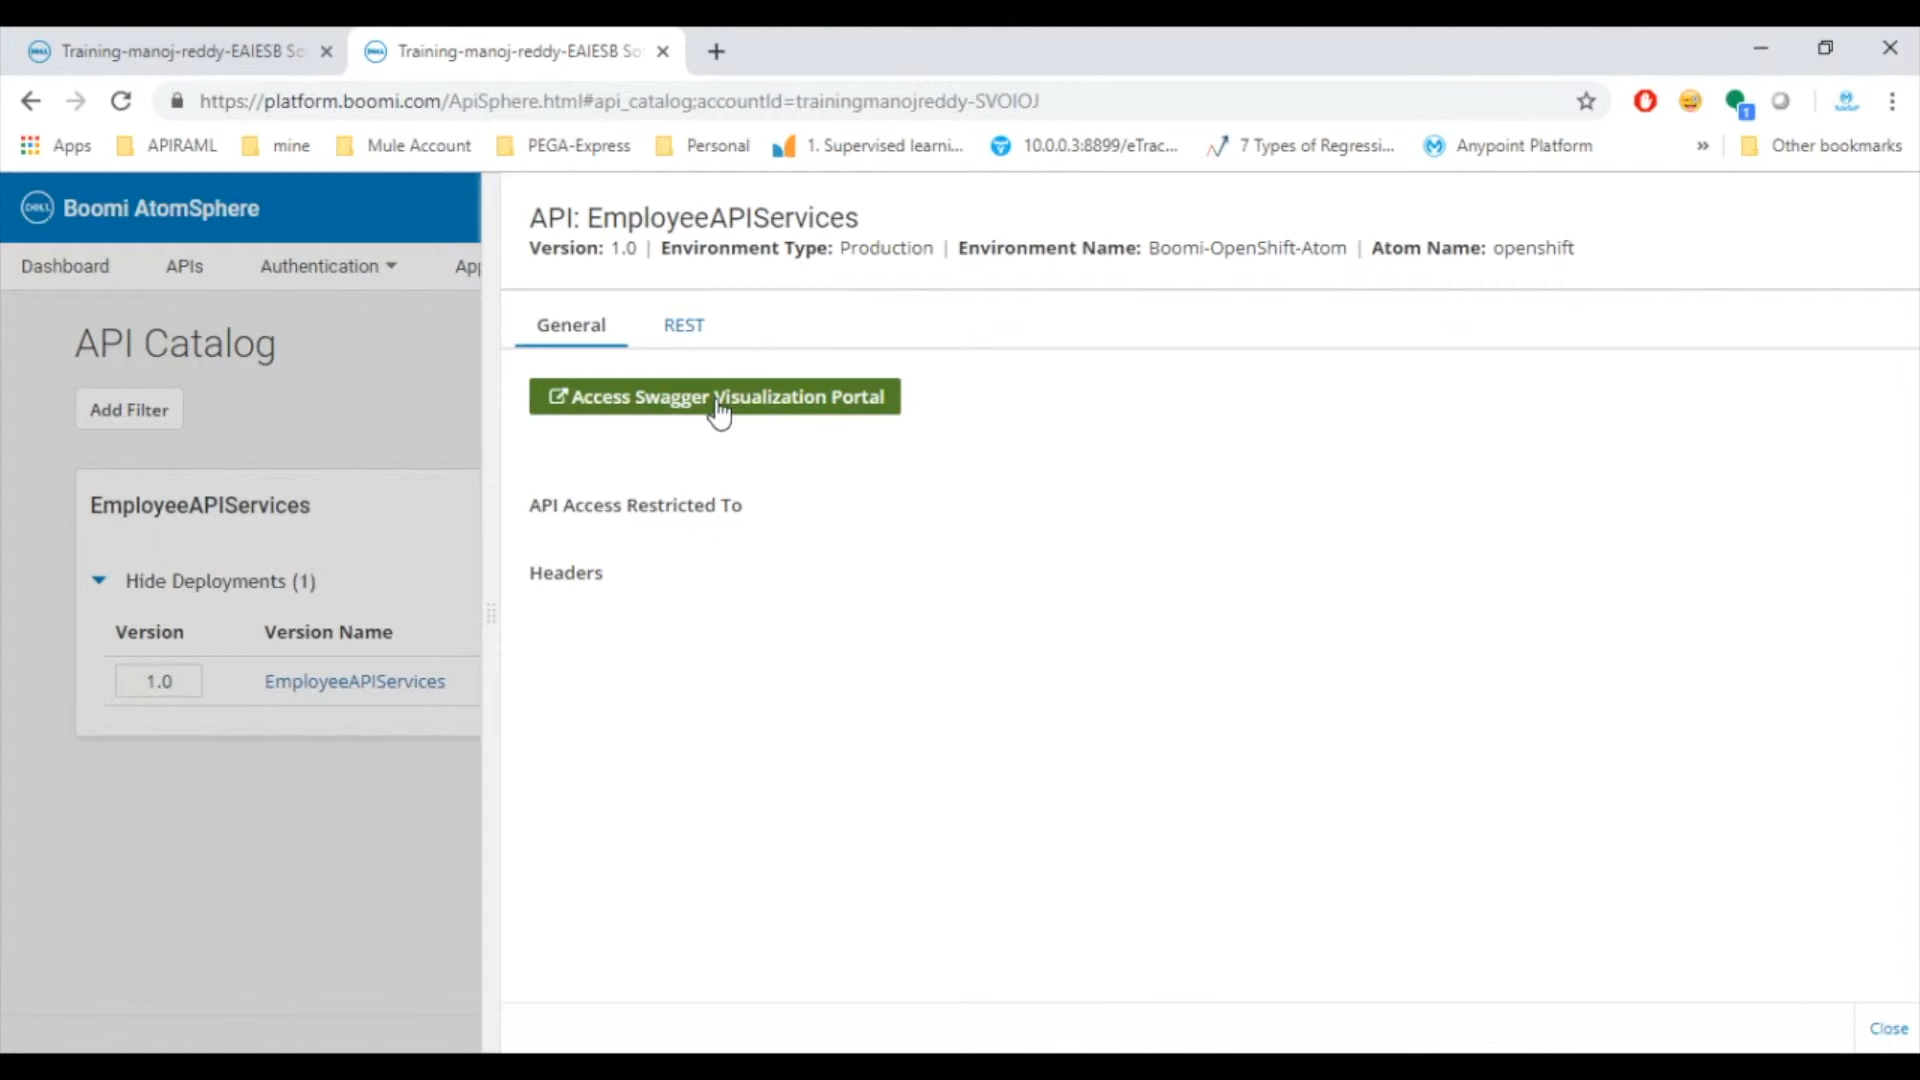 Training-manoj-reddy-EAIESB So
Training-manoj-reddy-EAIESB So
https://platform.boomi.com/ApiSphere.html#api_catalog;accountId=trainingmanojreddy-SVOIOJ
1
Apps
APIRAML
mine
Mule Account
PEGA-Express
Personal
1. Supervised learni...
10.0.0.3:8899/eTrac...
7 Types of Regressi...
Anypoint Platform
»
Other bookmarks
DELL Boomi AtomSphere
Dashboard
APIs
Authentication
App
API Catalog
Add Filter
EmployeeAPIServices
Hide Deployments (1)
Version Version Name
1.0 EmployeeAPIServices
API: EmployeeAPIServices
Version: 1.0 | Environment Type: Production | Environment Name: Boomi-OpenShift-Atom | Atom Name: openshift
General REST
Access Swagger Visualization Portal
API Access Restricted To
Headers
Close